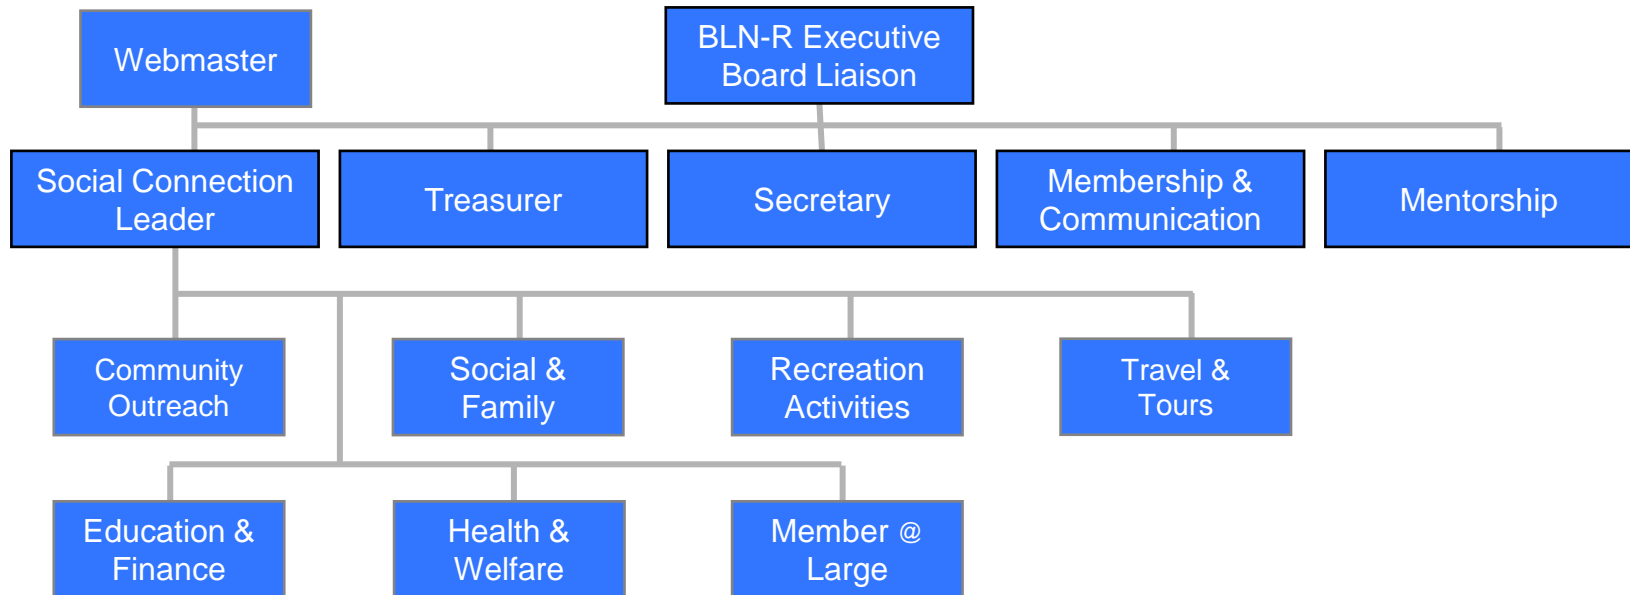 Webmaster
BLN-R Executive
Board Liaison
Social Connection
Leader
Treasurer
Secretary
Membership &
Communication
Mentorship
Community
Outreach
Social &
Family
Recreation
Activities
Travel &
Tours
Education &
Finance
Health &
Welfare
Member @
Large